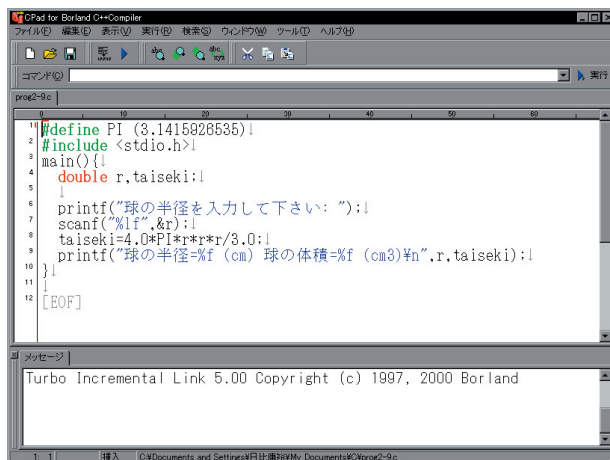 CPad for Borland C++Compiler
ファイル(F) 編集(E) 表示(V) 実行(R) 検索(S) ウィンドウ(W) ツール(T) ヘルプ(H)
コマンド(C) 実行
prog2-9c
0 10 20 30 40 50 60
1 #define PI (3.1415926535)↓
2 #include <stdio.h>↓
3 main(){↓
4 double r,taiseki;↓
5 ↓
6 printf("球の半径を入力して下さい: ");↓
7 scanf("%lf",&r);↓
8 taiseki=4.0*PI*r*r*r/3.0;↓
9 printf("球の半径=%f (cm) 球の体積=%f (cm3)¥n",r,taiseki);↓
10 }↓
11 ↓
12 [EOF]
メッセージ
Turbo Incremental Link 5.00 Copyright (c) 1997, 2000 Borland
1: 1 挿入 C:¥Documents and Settings¥日比康裕¥My Documents¥C¥prog2-9.c